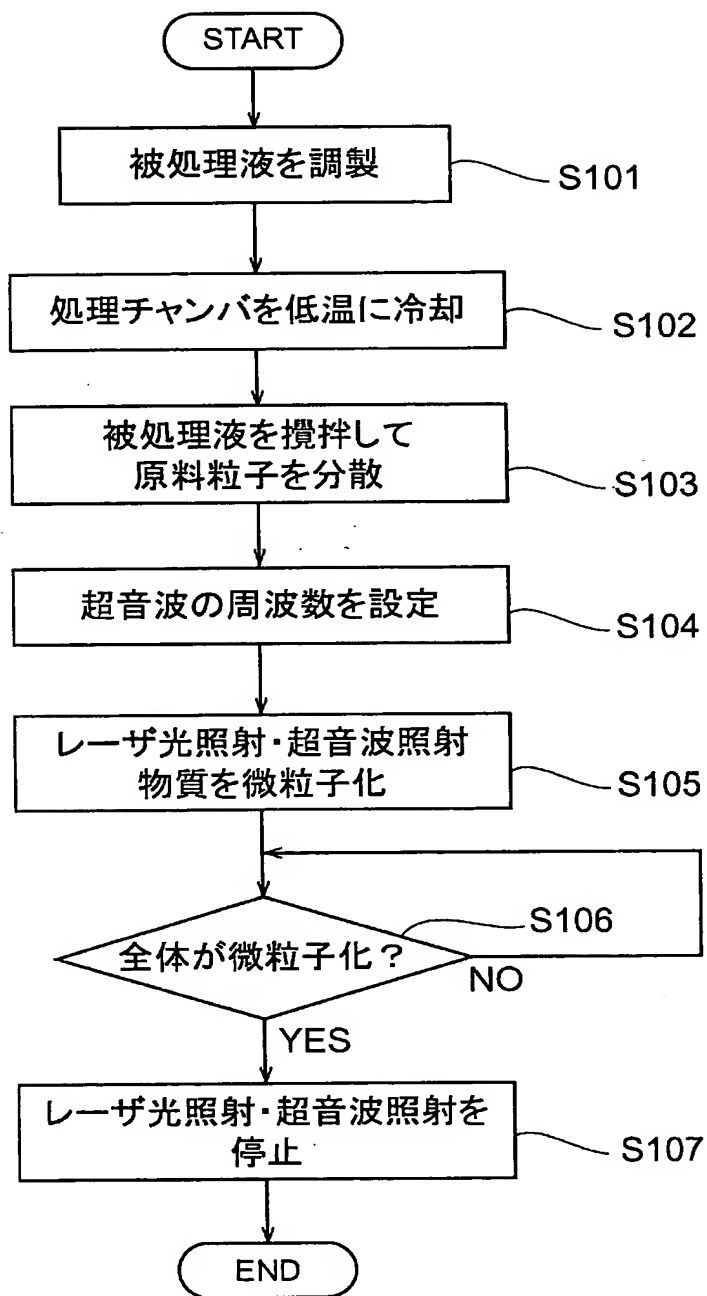 START
被処理液を調製
S101
処理チャンバを低温に冷却
S102
被処理液を攪拌して
原料粒子を分散
S103
超音波の周波数を設定
S104
レーザ光照射・超音波照射
物質を微粒子化
S105
全体が微粒子化?
S106
NO
YES
レーザ光照射・超音波照射を
停止
S107
END